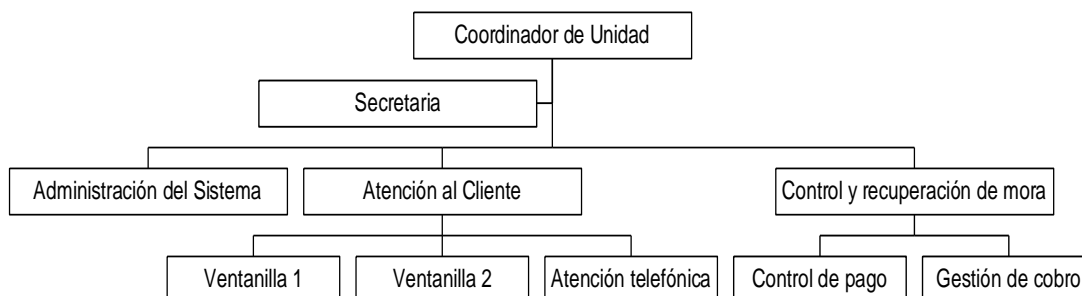 Coordinador de Unidad
Secretaria
Administración del Sistema
Atención al Cliente
Control y recuperación de mora
Ventanilla 1
Ventanilla 2
Atención telefónica
Control de pago
Gestión de cobro